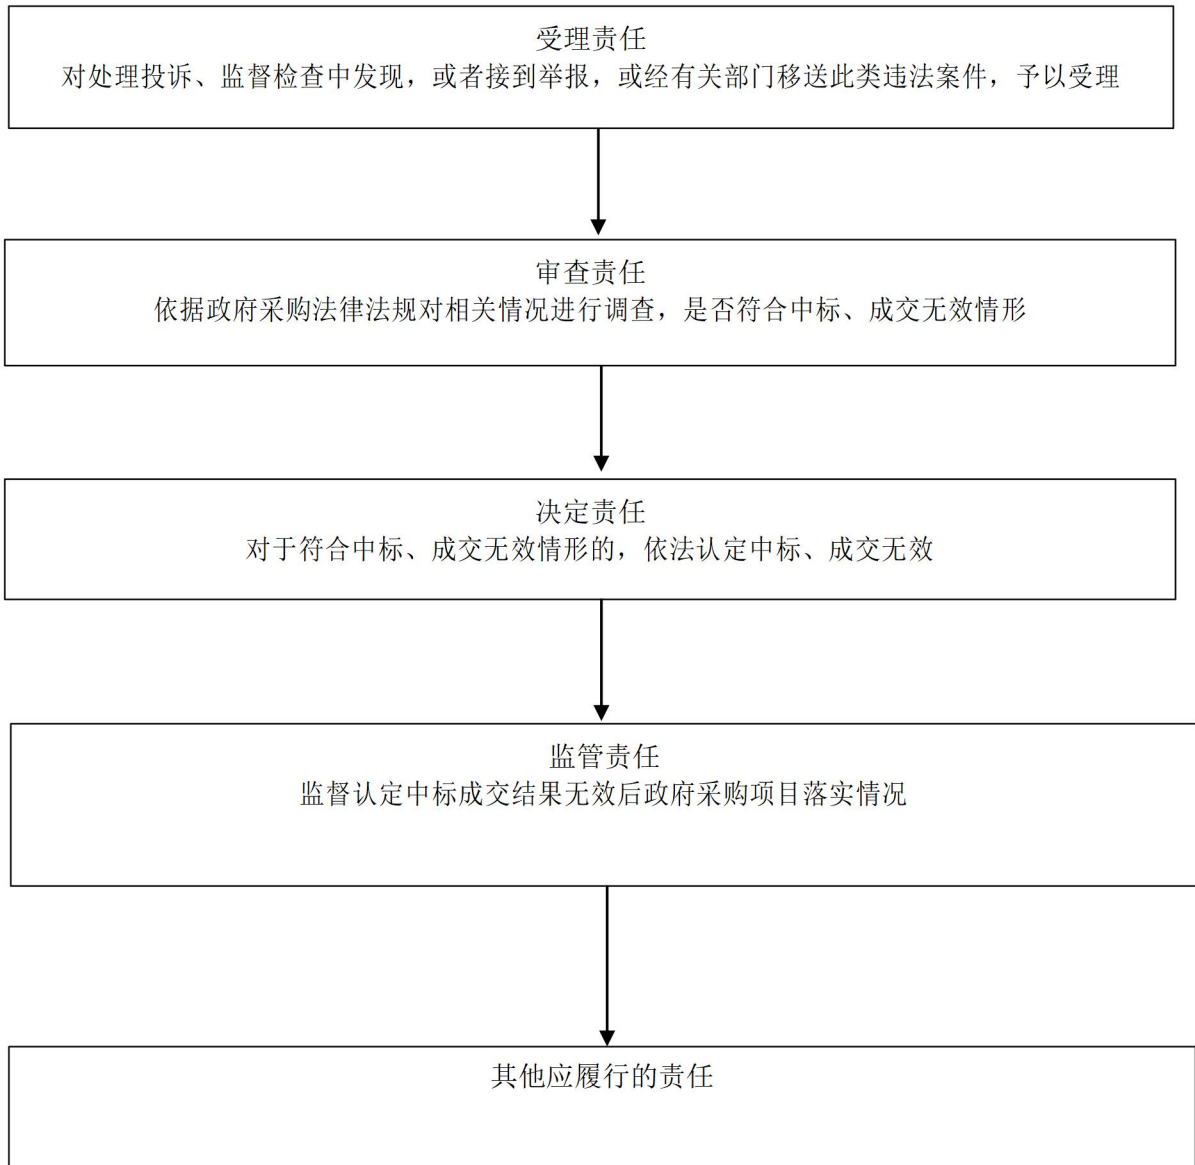 受理责任
对处理投诉、监督检查中发现，或者接到举报，或经有关部门移送此类违法案件，予以受理
审查责任
依据政府采购法律法规对相关情况进行调查，是否符合中标、成交无效情形
决定责任
对于符合中标、成交无效情形的，依法认定中标、成交无效
监管责任
监督认定中标成交结果无效后政府采购项目落实情况
其他应履行的责任